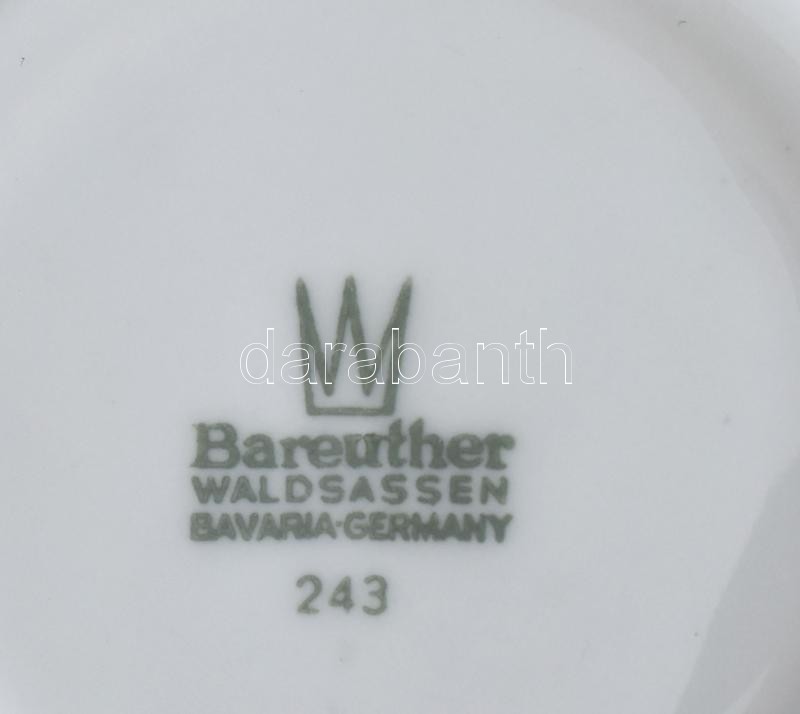 darabanth
Bareuther
WALDSASSEN
BAVARIA-GERMANY
243